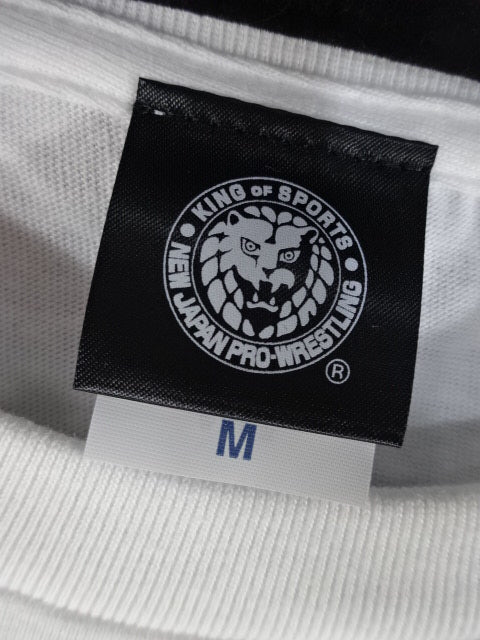 KING OF SPORTS
NEW JAPAN PRO-WRESTLING
®
M